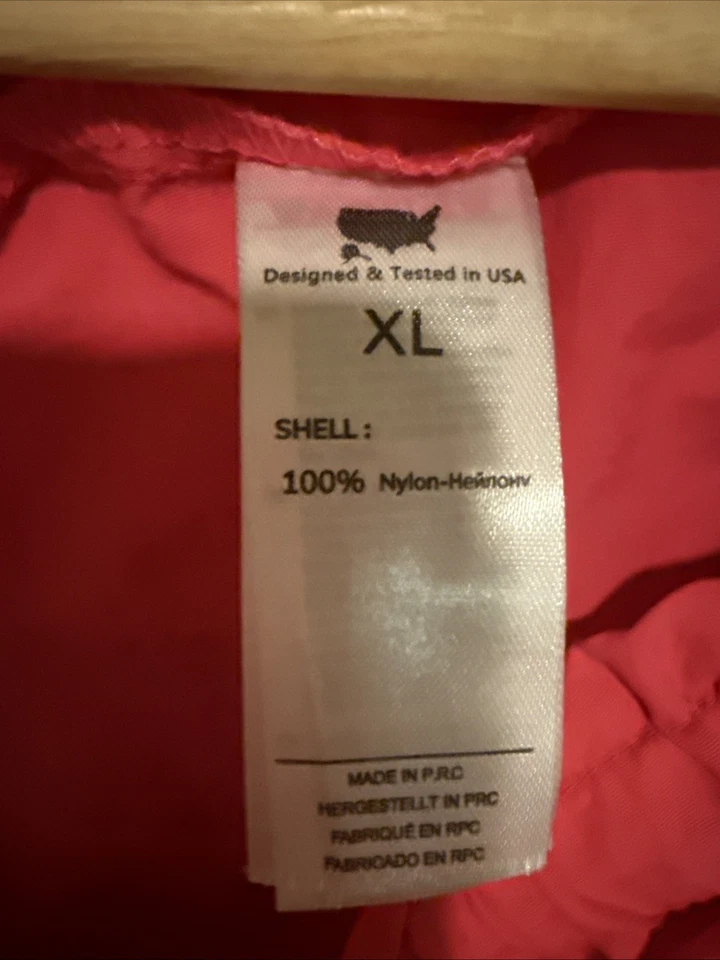 Designed & Tested in USA
XL
SHELL:
100% Nylon-Нейлону
MADE IN P.R.C
HERGESTELLT IN PRC
FABRIQUÉ EN RPC
FABRICADO EN RPC